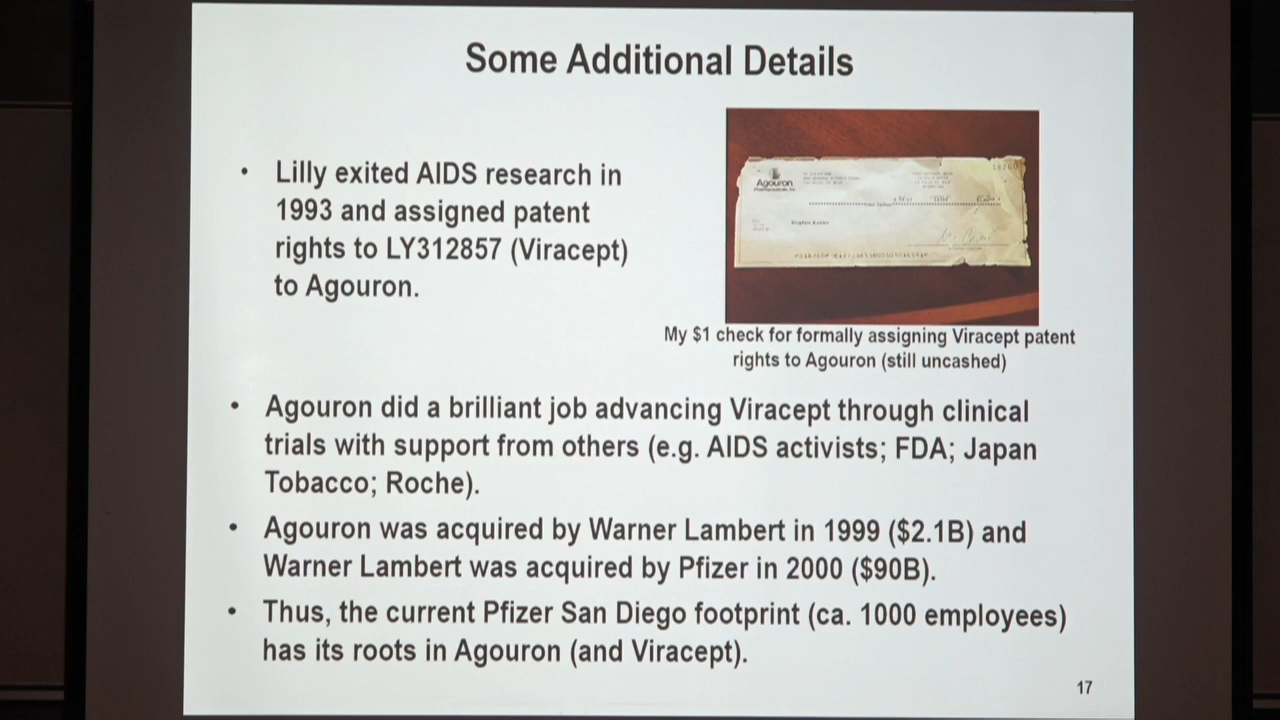 Some Additional Details
• Lilly exited AIDS research in
1993 and assigned patent
rights to LY312857 (Viracept)
to Agouron.
Agouron
My $1 check for formally assigning Viracept patent
rights to Agouron (still uncashed)
• Agouron did a brilliant job advancing Viracept through clinical
trials with support from others (e.g. AIDS activists; FDA; Japan
Tobacco; Roche).
• Agouron was acquired by Warner Lambert in 1999 ($2.1B) and
Warner Lambert was acquired by Pfizer in 2000 ($90B).
• Thus, the current Pfizer San Diego footprint (ca. 1000 employees)
has its roots in Agouron (and Viracept).
17